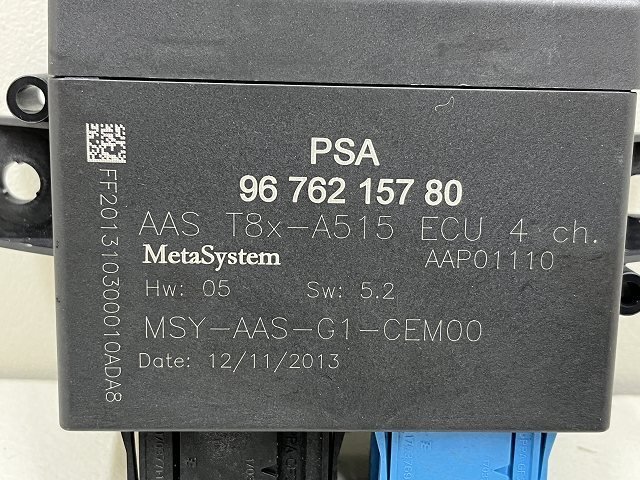 PSA
96 762 157 80
AAS T8x-A515 ECU 4 ch.
MetaSystem AAP01110
Hw: 05 Sw: 5.2
MSY-AAS-G1-CEM00
Date: 12/11/2013
FF201310300010ADA8